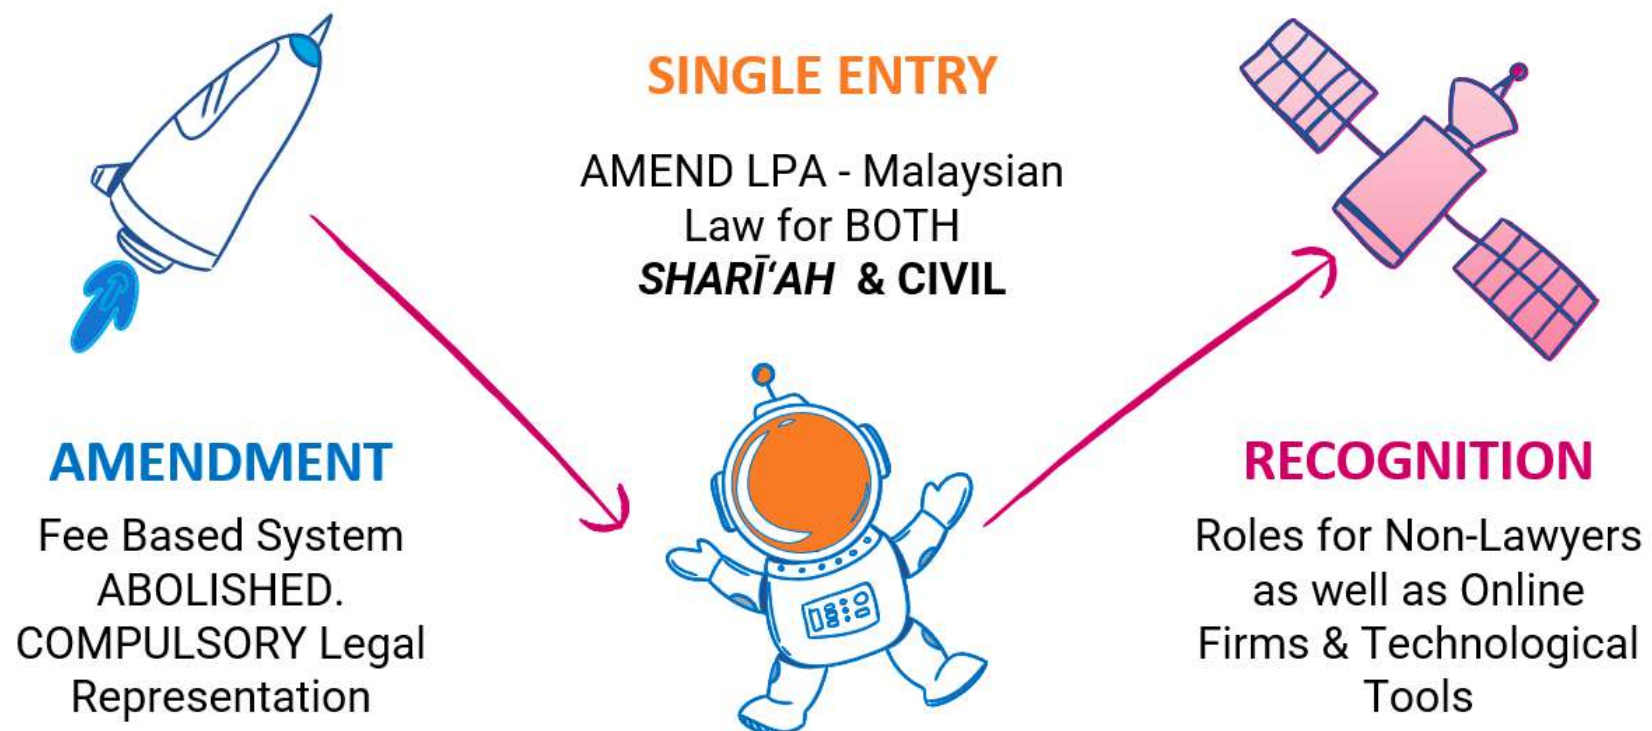 SINGLE ENTRY
AMEND LPA - Malaysian
Law for BOTH
SHARĪ‘AH & CIVIL
AMENDMENT
Fee Based System
ABOLISHED.
COMPULSORY Legal
Representation
RECOGNITION
Roles for Non-Lawyers
as well as Online
Firms & Technological
Tools